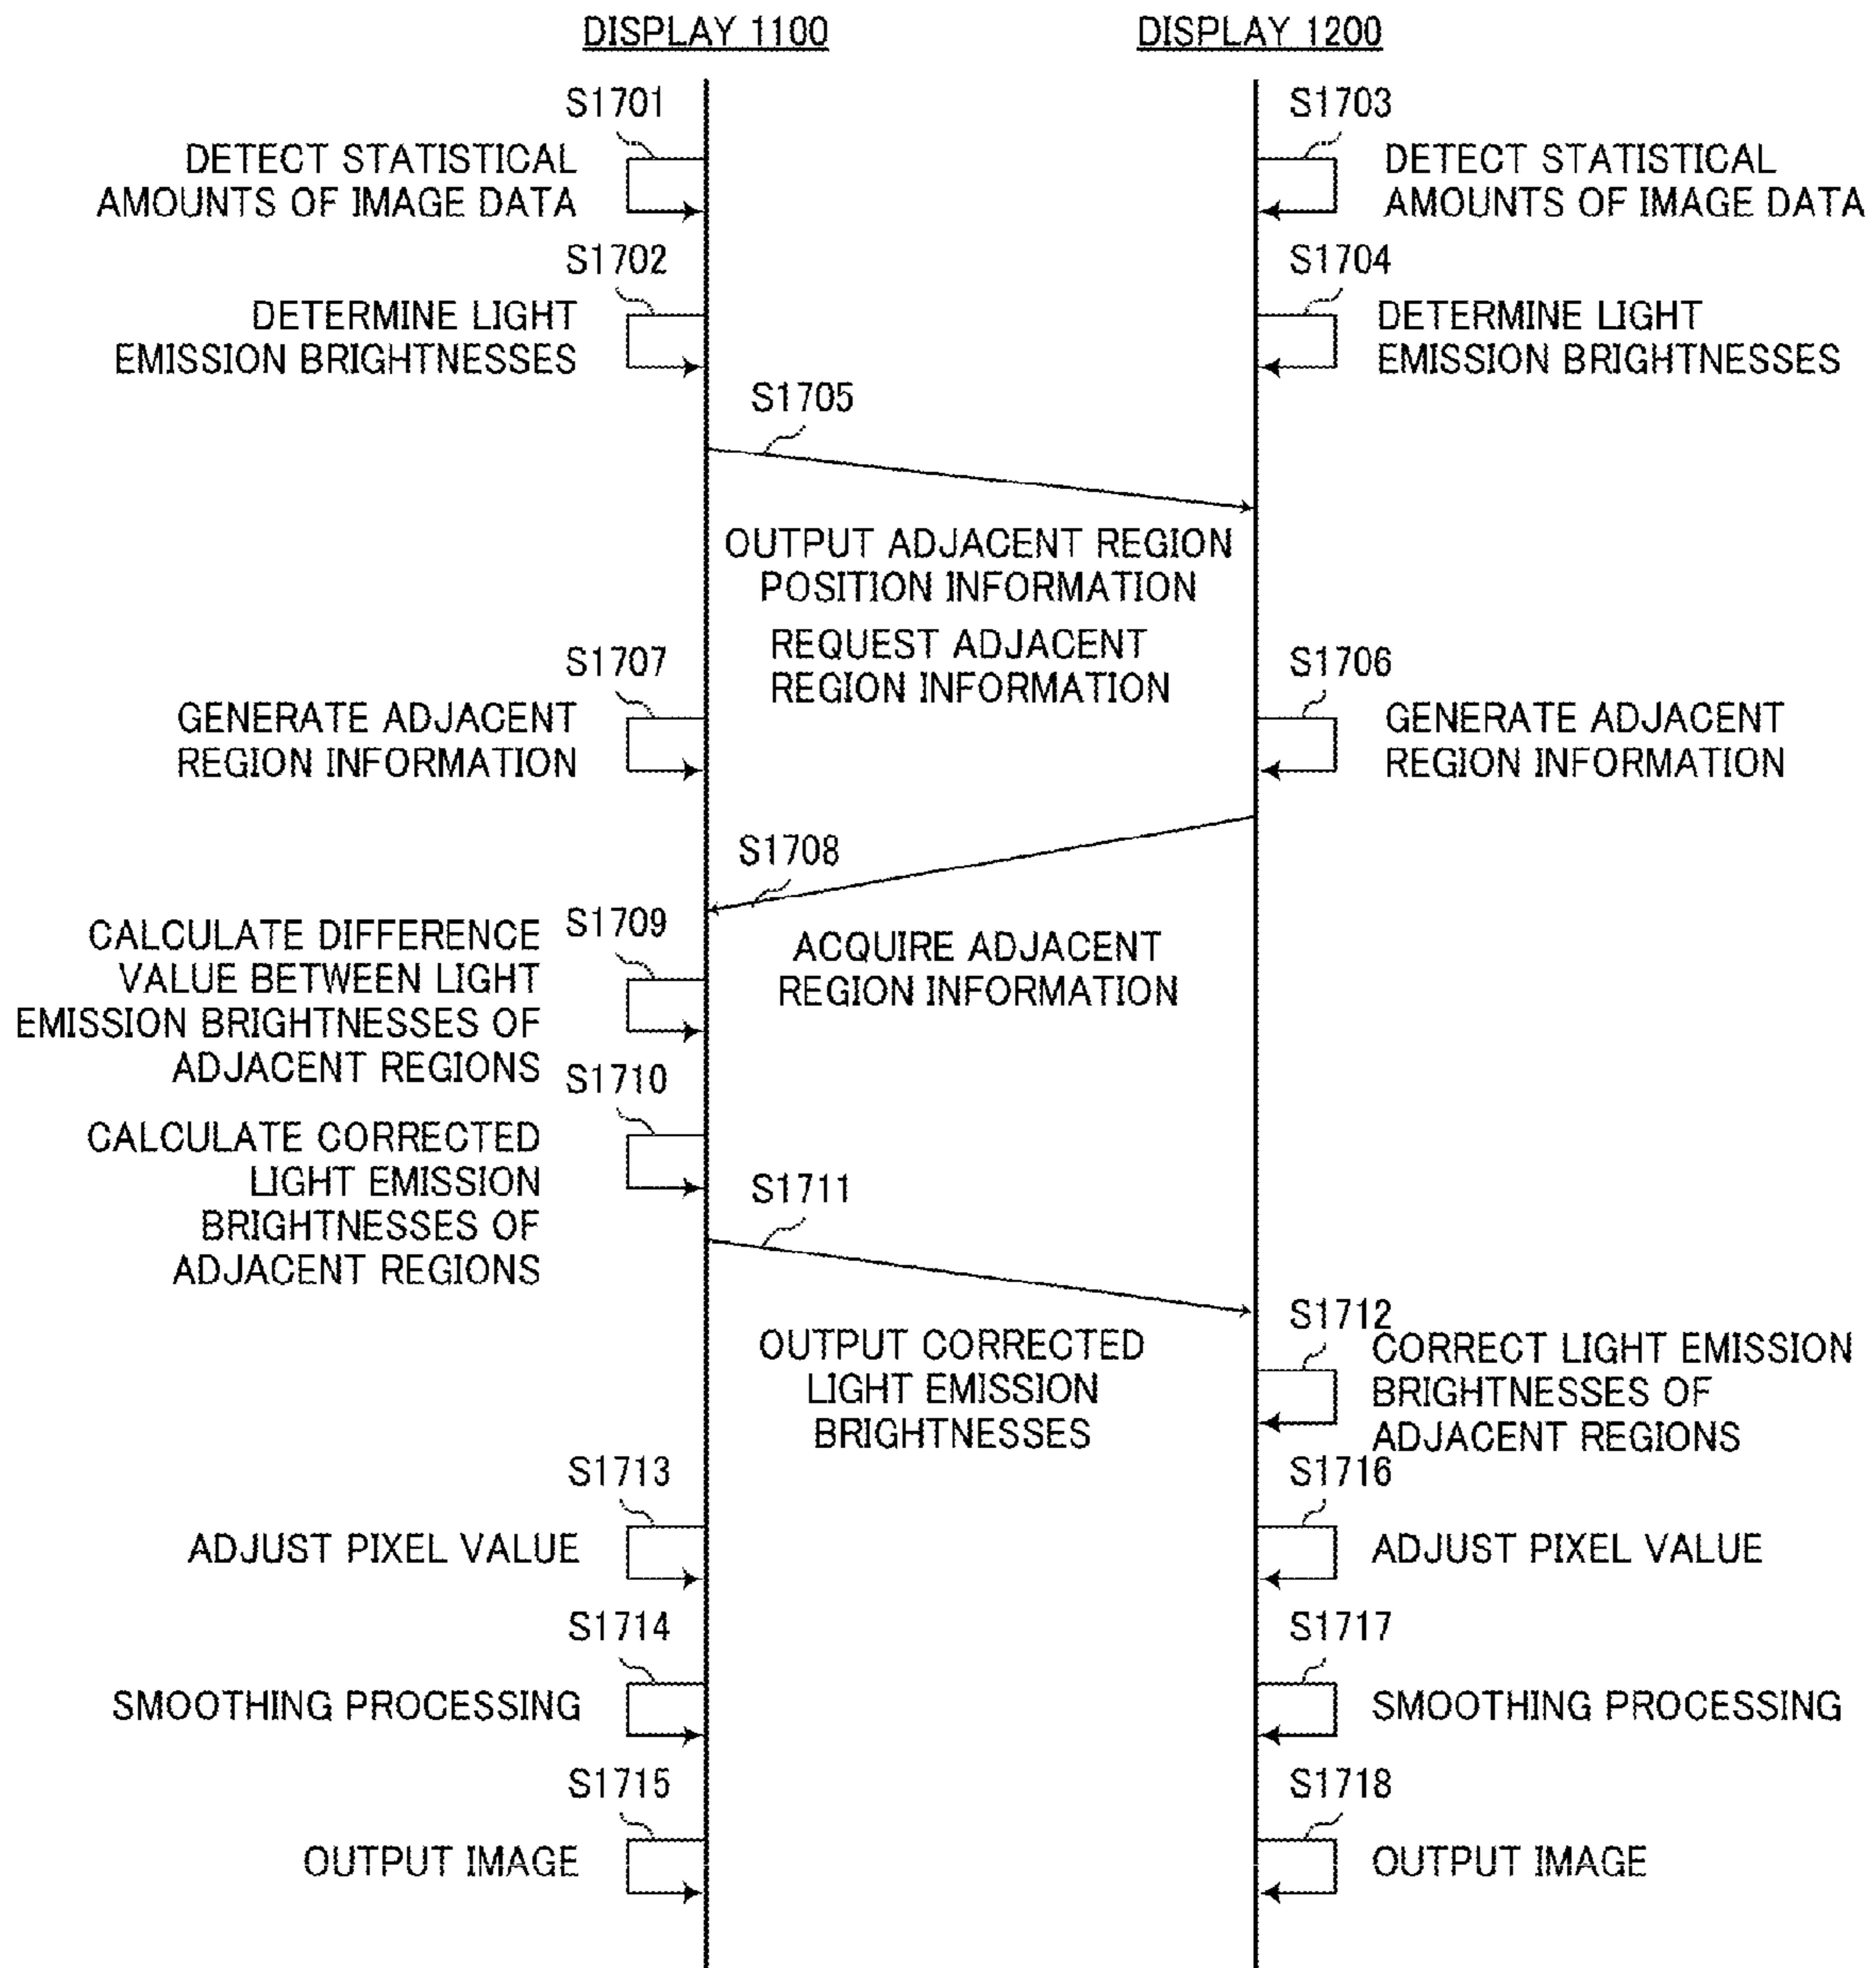 DISPLAY 1100
DISPLAY 1200
S1701
DETECT STATISTICAL
AMOUNTS OF IMAGE DATA
S1703
DETECT STATISTICAL
AMOUNTS OF IMAGE DATA
S1702
DETERMINE LIGHT
EMISSION BRIGHTNESSES
S1704
DETERMINE LIGHT
EMISSION BRIGHTNESSES
S1705
OUTPUT ADJACENT REGION
POSITION INFORMATION
REQUEST ADJACENT
REGION INFORMATION
S1707
GENERATE ADJACENT
REGION INFORMATION
S1706
GENERATE ADJACENT
REGION INFORMATION
S1708
ACQUIRE ADJACENT
REGION INFORMATION
S1709
CALCULATE DIFFERENCE
VALUE BETWEEN LIGHT
EMISSION BRIGHTNESSES OF
ADJACENT REGIONS
S1710
CALCULATE CORRECTED
LIGHT EMISSION
BRIGHTNESSES OF
ADJACENT REGIONS
S1711
OUTPUT CORRECTED
LIGHT EMISSION
BRIGHTNESSES
S1712
CORRECT LIGHT EMISSION
BRIGHTNESSES OF
ADJACENT REGIONS
S1713
ADJUST PIXEL VALUE
S1716
ADJUST PIXEL VALUE
S1714
SMOOTHING PROCESSING
S1717
SMOOTHING PROCESSING
S1715
OUTPUT IMAGE
S1718
OUTPUT IMAGE